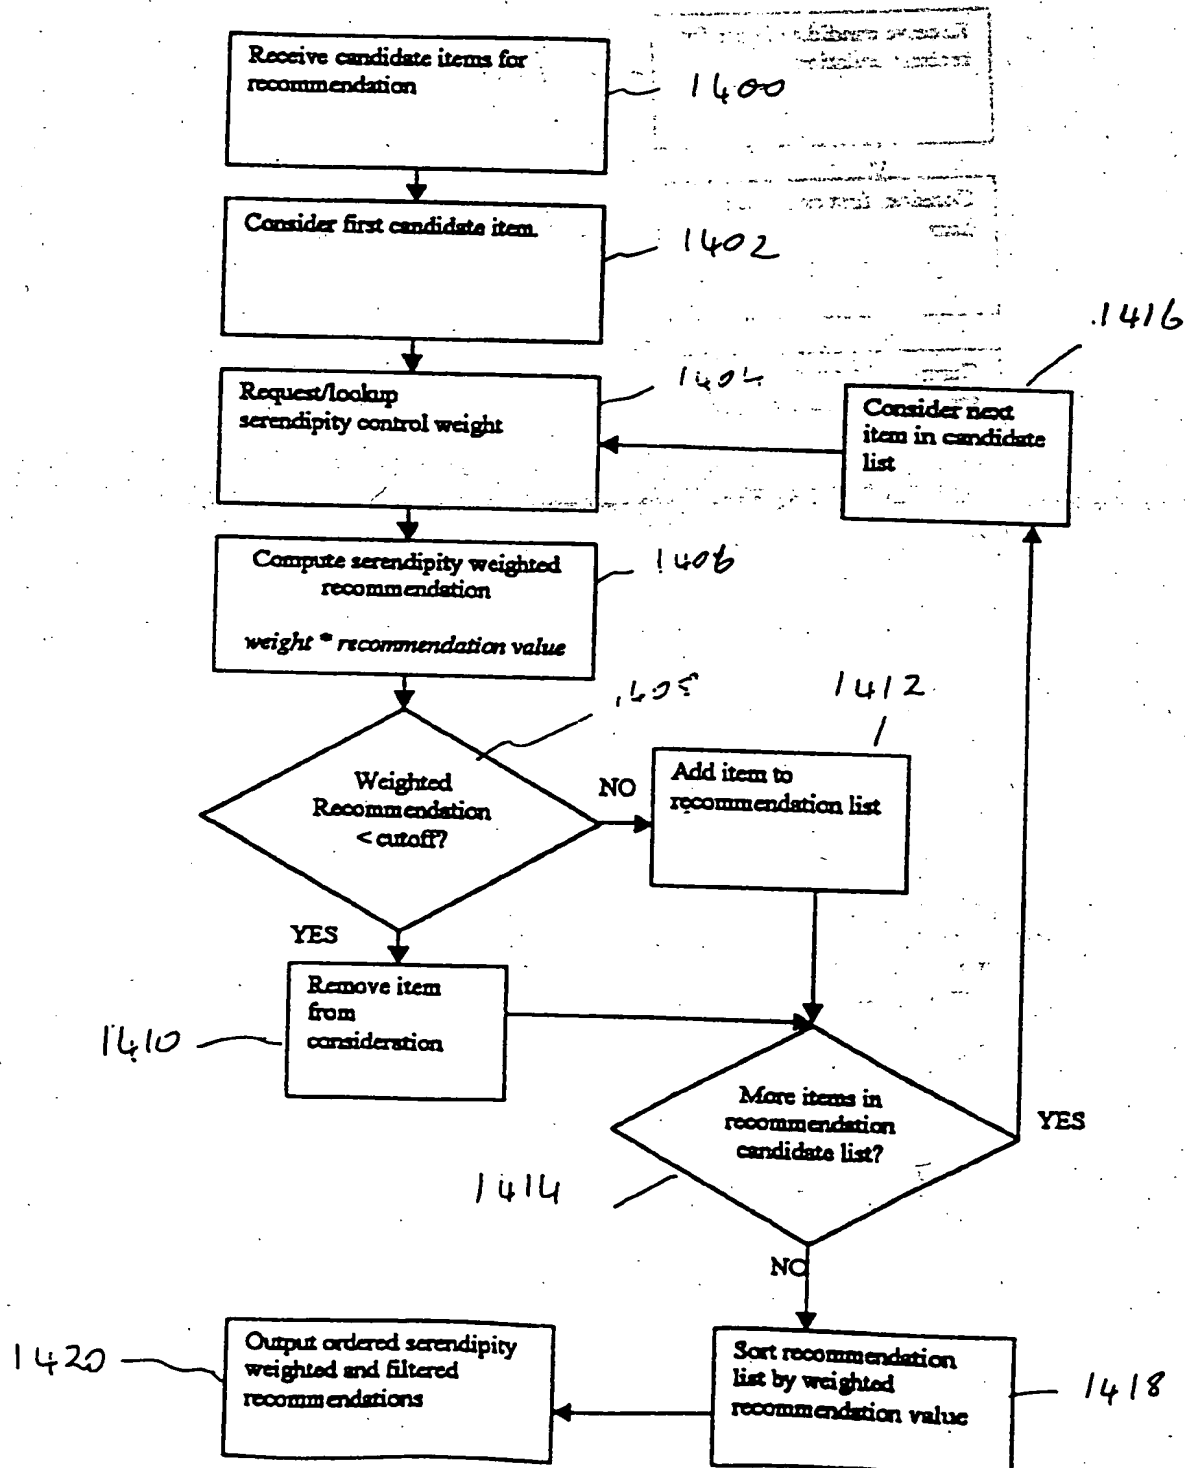 Receive candidate items for
recommendation
1400
Consider first candidate item.
1402
Request/lookup
serendipity control weight
1404
.1416
Consider next
item in candidate
list
Compute serendipity weighted
recommendation
weight * recommendation value
1406
Weighted
Recommendation
< cutoff?
NO
1412
Add item to
recommendation list
YES
Remove item
from
consideration
1410
More items in
recommendation
candidate list?
YES
1414
NO
Sort recommendation
list by weighted
recommendation value
1418
Output ordered serendipity
weighted and filtered
recommendations
1420